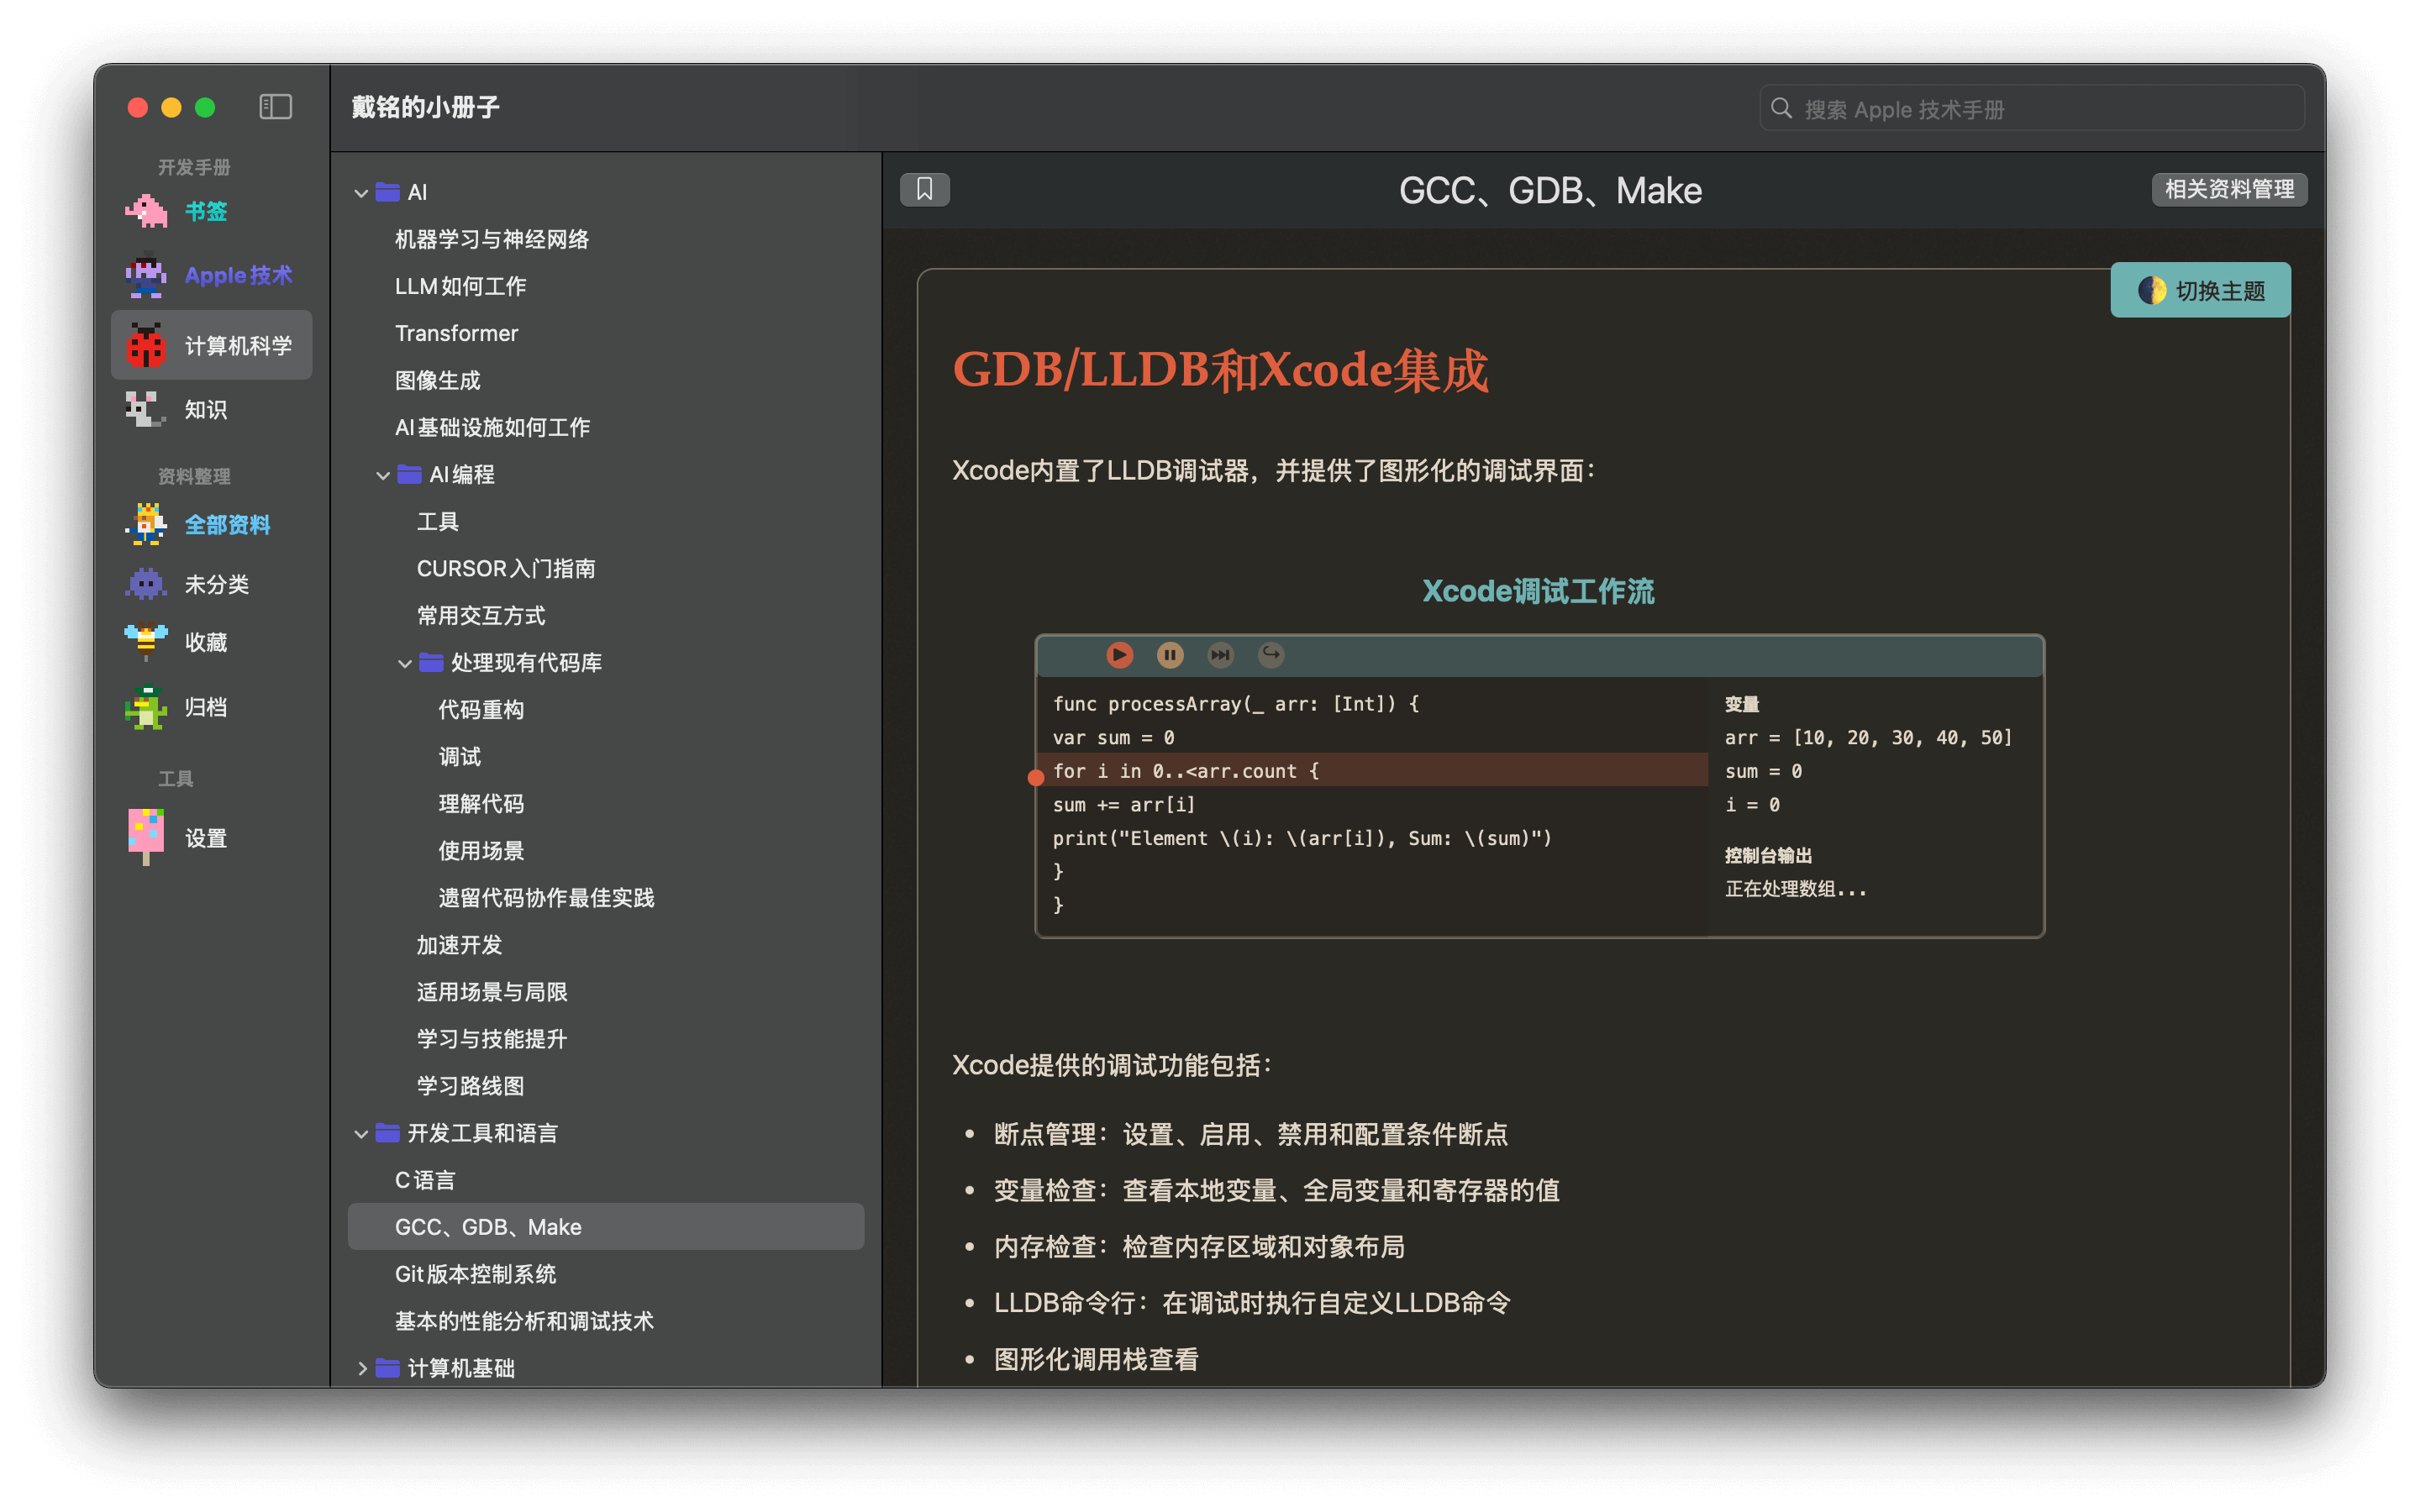 戴铭的小册子
搜索 Apple 技术手册
开发手册
书签
Apple技术
计算机科学
知识
资料整理
全部资料
未分类
收藏
归档
工具
设置
AI
机器学习与神经网络
LLM如何工作
Transformer
图像生成
AI基础设施如何工作
AI编程
工具
CURSOR入门指南
常用交互方式
处理现有代码库
代码重构
调试
理解代码
使用场景
遗留代码协作最佳实践
加速开发
适用场景与局限
学习与技能提升
学习路线图
开发工具和语言
C语言
GCC、GDB、Make
Git版本控制系统
基本的性能分析和调试技术
计算机基础
GCC、GDB、Make
相关资料管理
切换主题
GDB/LLDB和Xcode集成
Xcode内置了LLDB调试器，并提供了图形化的调试界面：
Xcode调试工作流
func processArray(_ arr: [Int]) {
var sum = 0
for i in 0..<arr.count {
sum += arr[i]
print("Element \(i): \(arr[i]), Sum: \(sum)")
}
}
变量
arr = [10, 20, 30, 40, 50]
sum = 0
i = 0
控制台输出
正在处理数组...
Xcode提供的调试功能包括：
• 断点管理：设置、启用、禁用和配置条件断点
• 变量检查：查看本地变量、全局变量和寄存器的值
• 内存检查：检查内存区域和对象布局
• LLDB命令行：在调试时执行自定义LLDB命令
• 图形化调用栈查看